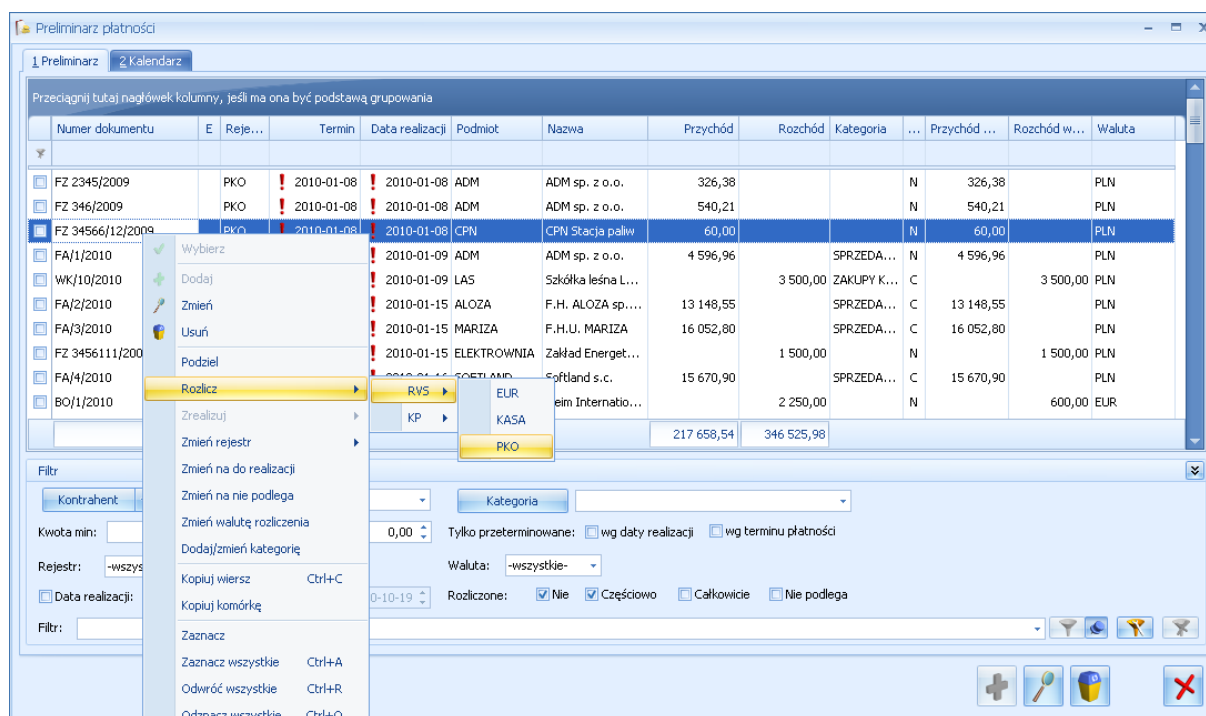 Preliminarz płatności
1 Preliminarz 2 Kalendarz
Przeciągnij tutaj nagłówek kolumny, jeśli ma ona być podstawą grupowania
Numer dokumentu E Reje... Termin Data realizacji Podmiot Nazwa Przychód Rozchód Kategoria ... Przychód ... Rozchód w... Waluta
FZ 2345/2009 PKO 2010-01-08 2010-01-08 ADM ADM sp. z o.o. 326,38 N 326,38 PLN
FZ 346/2009 PKO 2010-01-08 2010-01-08 ADM ADM sp. z o.o. 540,21 N 540,21 PLN
FZ 34566/12/2009 PKO 2010-01-08 2010-01-08 CPN CPN Stacja paliw 60,00 N 60,00 PLN
FA/1/2010 2010-01-09 ADM ADM sp. z o.o. 4 596,96 SPRZEDA... N 4 596,96 PLN
WK/10/2010 2010-01-09 LAS Szkółka leśna L... 3 500,00 ZAKUPY K... C 3 500,00 PLN
FA/2/2010 2010-01-15 ALOZA F.H. ALOZA sp.... 13 148,55 SPRZEDA... C 13 148,55 PLN
FA/3/2010 2010-01-15 MARIZA F.H.U. MARIZA 16 052,80 SPRZEDA... C 16 052,80 PLN
FZ 3456111/200 2010-01-15 ELEKTROWNIA Zakład Energet... 1 500,00 N 1 500,00 PLN
FA/4/2010 2010-01-16 SOFTLAND Softland s.c. 15 670,90 SPRZEDA... C 15 670,90 PLN
BO/1/2010 eim Internatio... 2 250,00 N 600,00 EUR
217 658,54 346 525,98
Wybierz
Dodaj
Zmień
Usuń
Podziel
Rozlicz
Zrealizuj
Zmień rejestr
Zmień na do realizacji
Zmień na nie podlega
Zmień walutę rozliczenia
Dodaj/zmień kategorię
Kopiuj wiersz Ctrl+C
Kopiuj komórkę
Zaznacz
Zaznacz wszystkie Ctrl+A
Odwróć wszystkie Ctrl+R
Odznacz wszystkie Ctrl+O
RVS
KP
EUR
KASA
PKO
Filtr
Kontrahent Kategoria
Kwota min: 0,00 Tylko przeterminowane: wg daty realizacji wg terminu płatności
Rejestr: -wszys Waluta: -wszystkie-
Data realizacji: 0-10-19 Rozliczone: Nie Częściowo Całkowicie Nie podlega
Filtr: